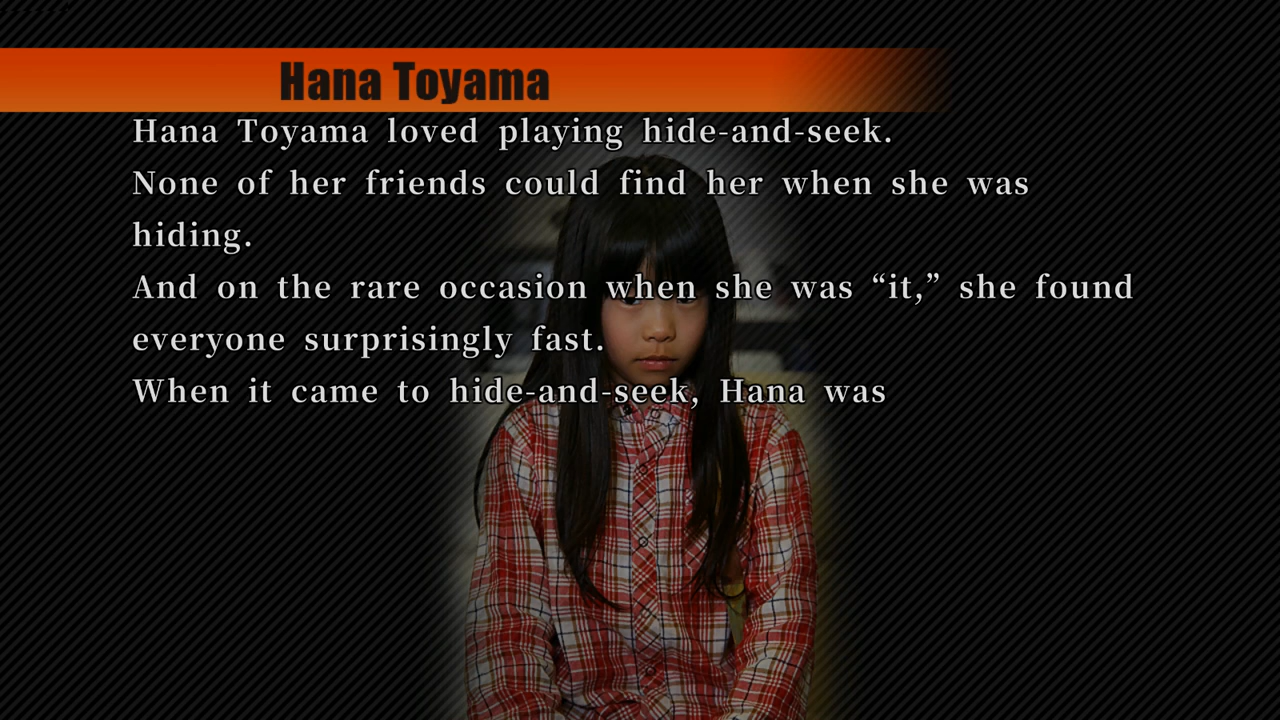 Hana Toyama
Hana Toyama loved playing hide-and-seek.
None of her friends could find her when she was
hiding.
And on the rare occasion when she was “it,” she found
everyone surprisingly fast.
When it came to hide-and-seek, Hana was